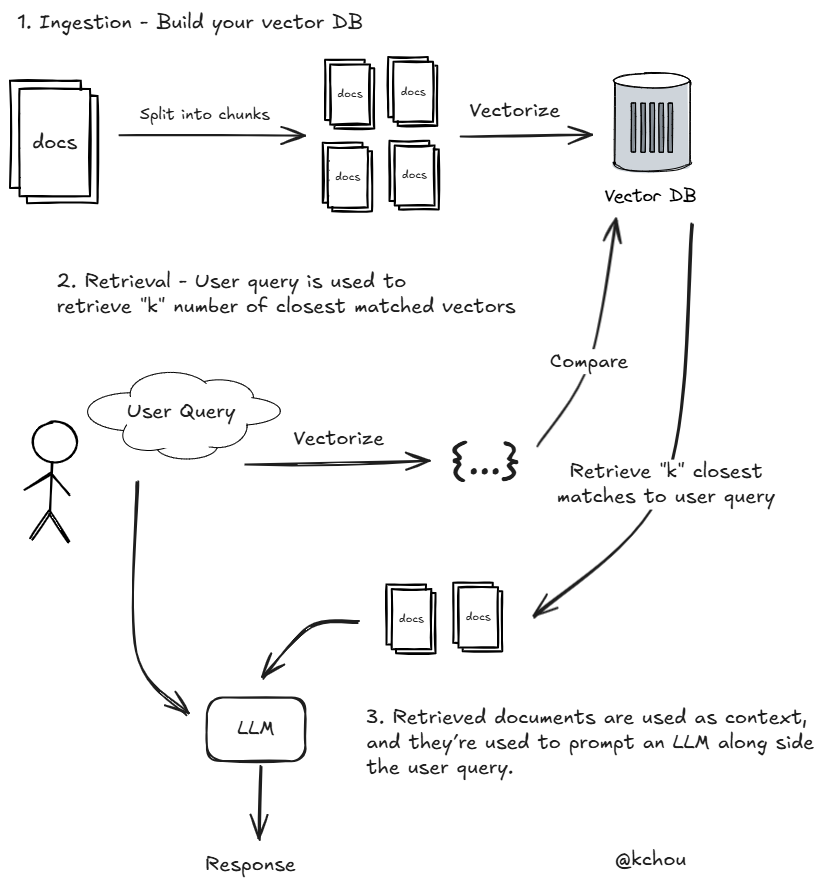 1. Ingestion - Build your vector DB
docs
Split into chunks
docs
docs
docs
docs
Vectorize
Vector DB
2. Retrieval - User query is used to
retrieve "k" number of closest matched vectors
Compare
User Query
Vectorize
{...}
Retrieve "k" closest
matches to user query
docs
docs
LLM
3. Retrieved documents are used as context,
and they're used to prompt an LLM along side
the user query.
Response
@kchou